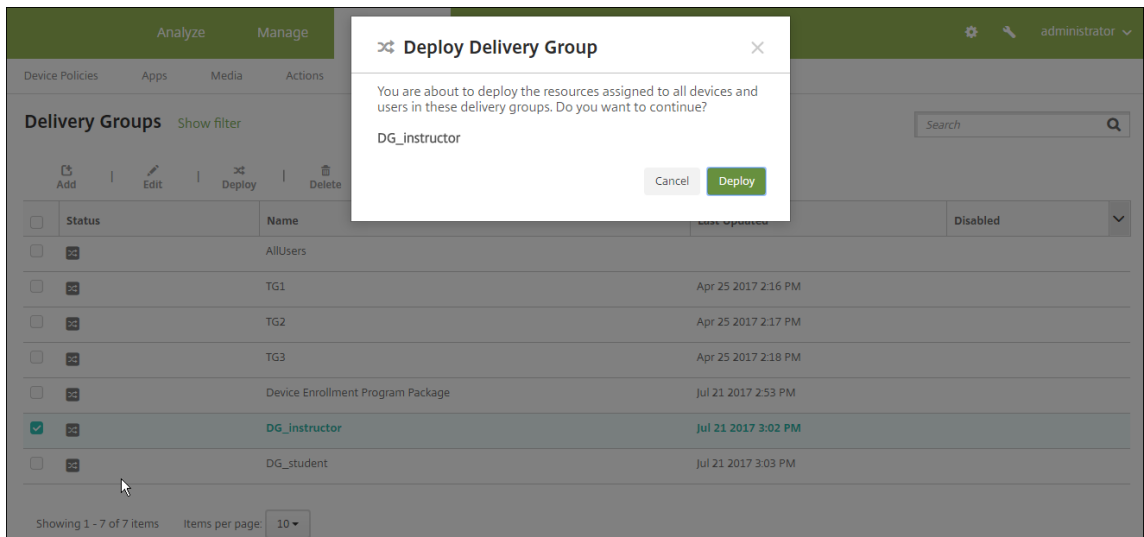 Analyze Manage administrator
Deploy Delivery Group
Device Policies Apps Media Actions
You are about to deploy the resources assigned to all devices and
users in these delivery groups. Do you want to continue?
DG_instructor
Cancel Deploy
Delivery Groups Show filter
Search
Add | Edit | Deploy | Delete
Status Name Last Updated Disabled
AllUsers
TG1 Apr 25 2017 2:16 PM
TG2 Apr 25 2017 2:17 PM
TG3 Apr 25 2017 2:18 PM
Device Enrollment Program Package Jul 21 2017 2:53 PM
DG_instructor Jul 21 2017 3:02 PM
DG_student Jul 21 2017 3:03 PM
Showing 1 - 7 of 7 items Items per page: 10